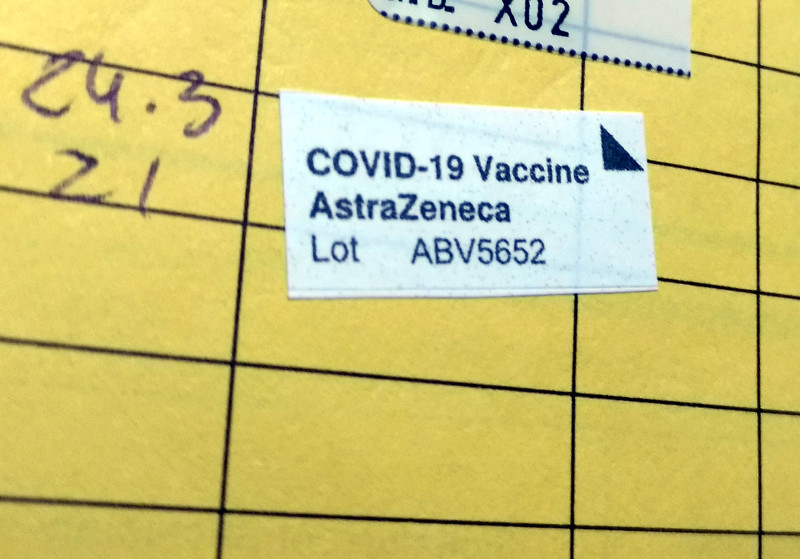 X02
24.3
21
COVID-19 Vaccine
AstraZeneca
Lot ABV5652